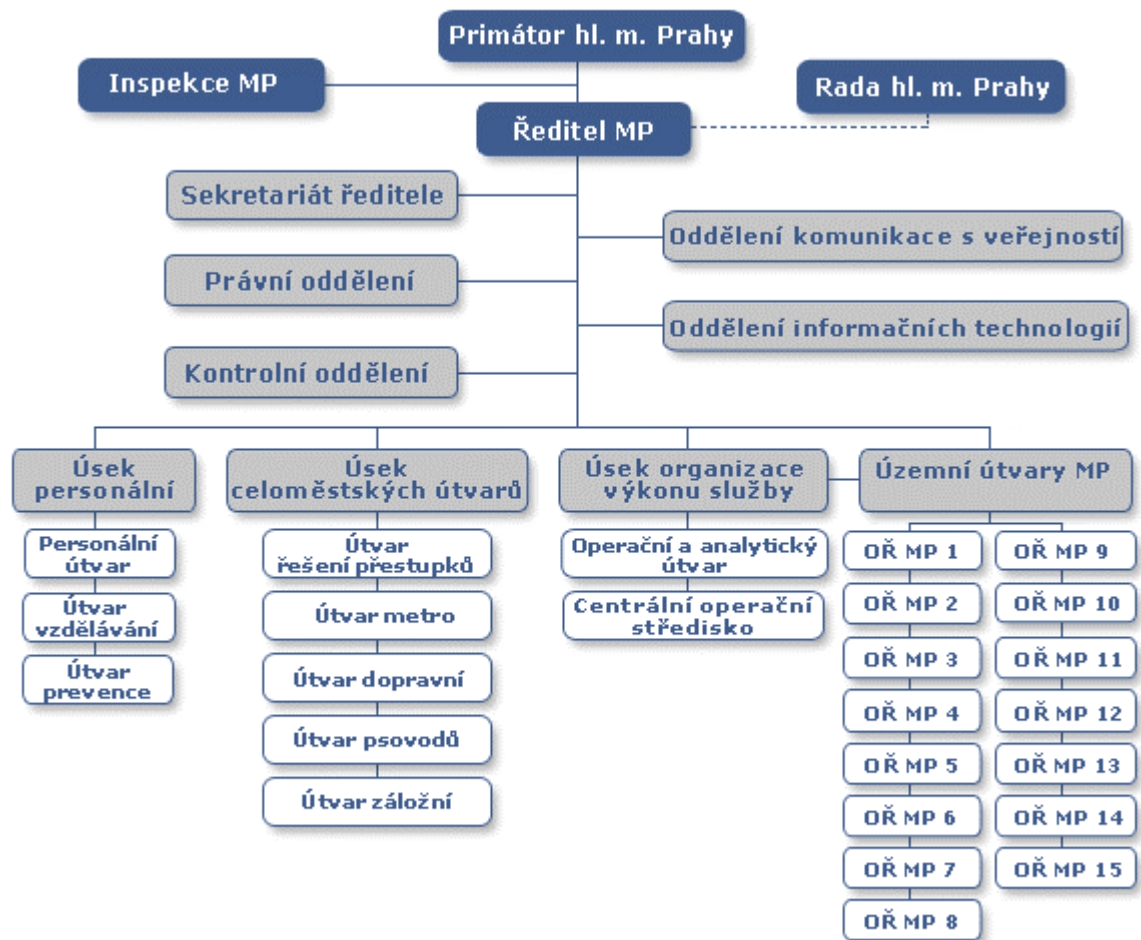 Primátor hl. m. Prahy
Inspekce MP
Rada hl. m. Prahy
Ředitel MP
Sekretariát ředitele
Oddělení komunikace s veřejností
Právní oddělení
Oddělení informačních technologií
Kontrolní oddělení
Úsek
personální
Úsek
celoměstských útvarů
Úsek organizace
výkonu služby
Územní útvary MP
Personální
útvar
Útvar
vzdělávání
Útvar
prevence
Útvar
řešení přestupků
Útvar metro
Útvar dopravní
Útvar psovodů
Útvar záložní
Operační a analytický
útvar
Centrální operační
středisko
OŘ MP 1
OŘ MP 2
OŘ MP 3
OŘ MP 4
OŘ MP 5
OŘ MP 6
OŘ MP 7
OŘ MP 8
OŘ MP 9
OŘ MP 10
OŘ MP 11
OŘ MP 12
OŘ MP 13
OŘ MP 14
OŘ MP 15